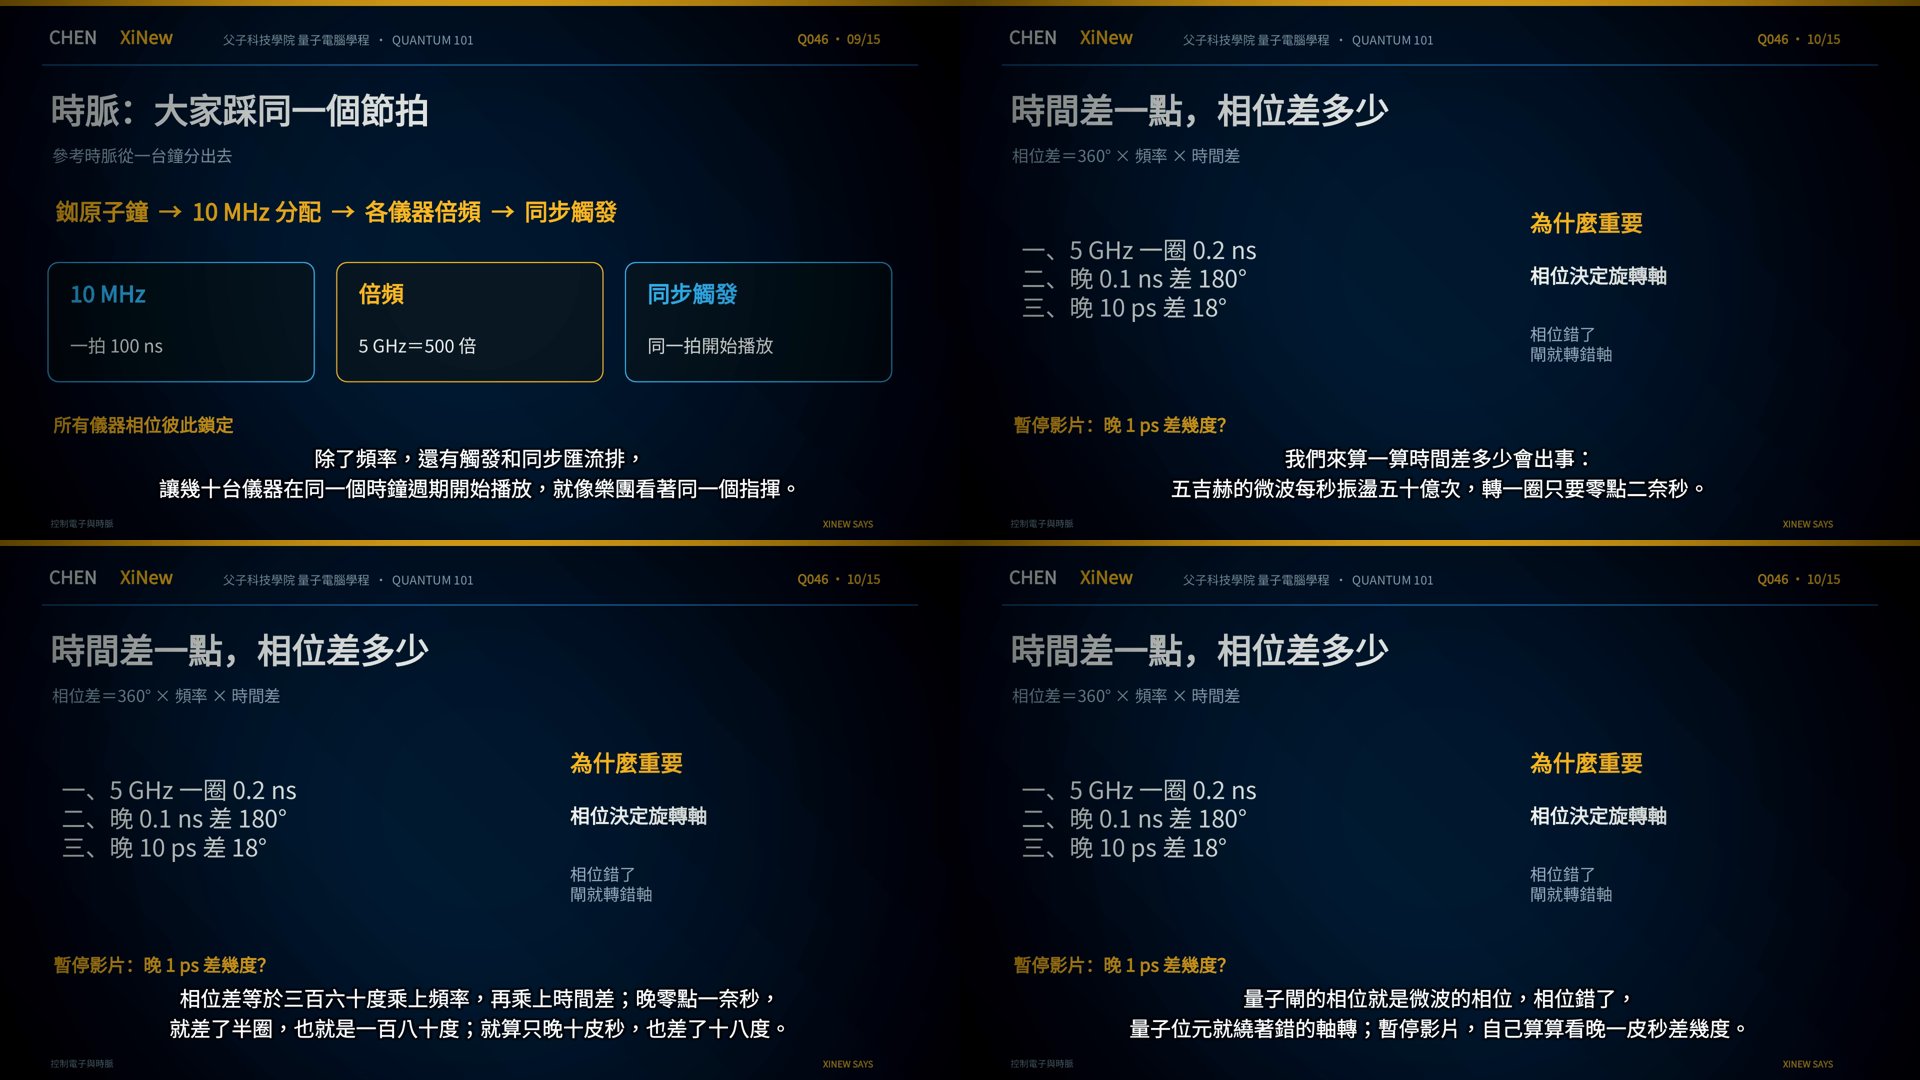 CHEN XiNew 父子科技學院 量子電腦學程 · QUANTUM 101 Q046 · 09/15
時脈：大家踩同一個節拍
參考時脈從一台鐘分出去
銣原子鐘 → 10 MHz 分配 → 各儀器倍頻 → 同步觸發
10 MHz
一拍 100 ns
倍頻
5 GHz＝500 倍
同步觸發
同一拍開始播放
所有儀器相位彼此鎖定
除了頻率，還有觸發和同步匯流排，
讓幾十台儀器在同一個時鐘週期開始播放，就像樂團看著同一個指揮。
控制電子與時脈 XINEW SAYS
CHEN XiNew 父子科技學院 量子電腦學程 · QUANTUM 101 Q046 · 10/15
時間差一點，相位差多少
相位差＝360° × 頻率 × 時間差
一、5 GHz 一圈 0.2 ns
二、晚 0.1 ns 差 180°
三、晚 10 ps 差 18°
為什麼重要
相位決定旋轉軸
相位錯了
閘就轉錯軸
暫停影片：晚 1 ps 差幾度？
我們來算一算時間差多少會出事：
五吉赫的微波每秒振盪五十億次，轉一圈只要零點二奈秒。
控制電子與時脈 XINEW SAYS
CHEN XiNew 父子科技學院 量子電腦學程 · QUANTUM 101 Q046 · 10/15
時間差一點，相位差多少
相位差＝360° × 頻率 × 時間差
一、5 GHz 一圈 0.2 ns
二、晚 0.1 ns 差 180°
三、晚 10 ps 差 18°
為什麼重要
相位決定旋轉軸
相位錯了
閘就轉錯軸
暫停影片：晚 1 ps 差幾度？
相位差等於三百六十度乘上頻率，再乘上時間差；晚零點一奈秒，
就差了半圈，也就是一百八十度；就算只晚十皮秒，也差了十八度。
控制電子與時脈 XINEW SAYS
CHEN XiNew 父子科技學院 量子電腦學程 · QUANTUM 101 Q046 · 10/15
時間差一點，相位差多少
相位差＝360° × 頻率 × 時間差
一、5 GHz 一圈 0.2 ns
二、晚 0.1 ns 差 180°
三、晚 10 ps 差 18°
為什麼重要
相位決定旋轉軸
相位錯了
閘就轉錯軸
暫停影片：晚 1 ps 差幾度？
量子閘的相位就是微波的相位，相位錯了，
量子位元就繞著錯的軸轉；暫停影片，自己算算看晚一皮秒差幾度。
控制電子與時脈 XINEW SAYS